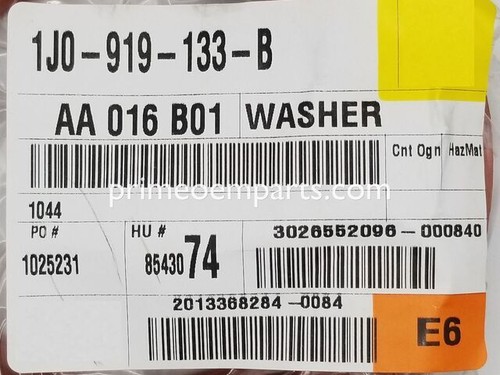 1J0-919-133-B
AA 016 B01 WASHER
Cnt Ogn HazMat
primeoemparts.com
1044
PO # HU # 3026552096-000840
1025231 85430 74
2013368284-0084
E6